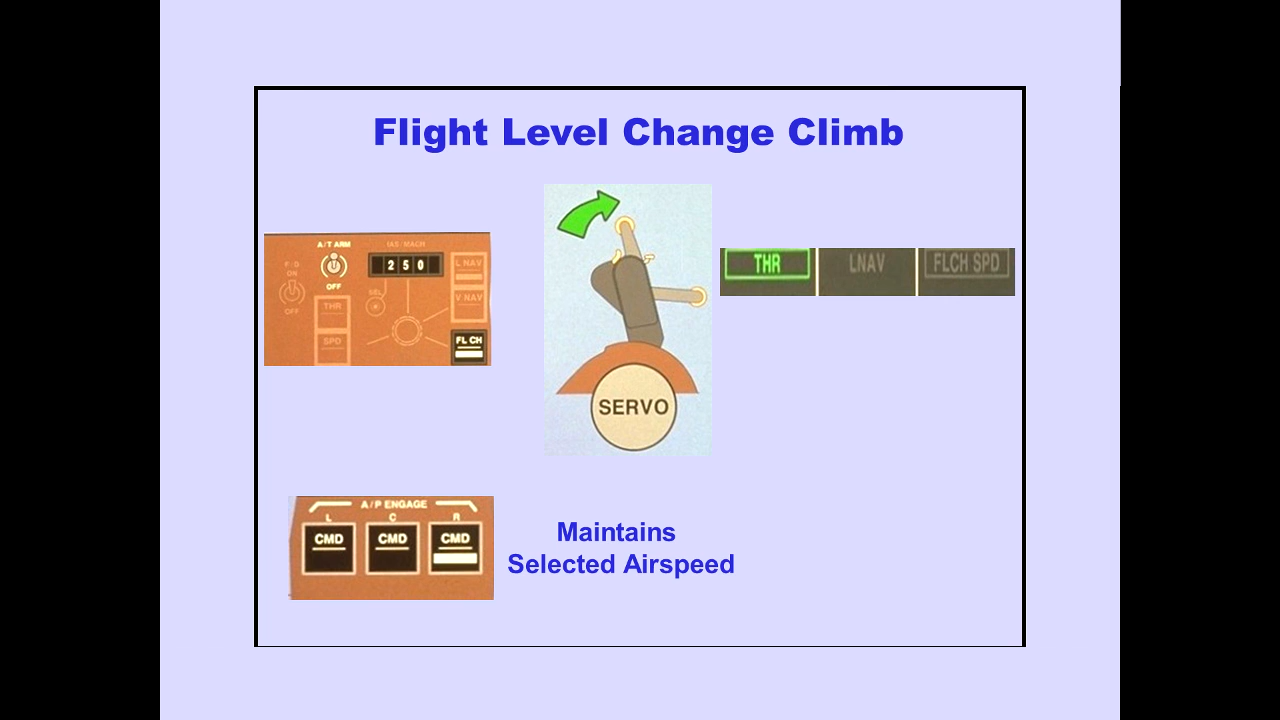 Flight Level Change Climb
A/T ARM
IAS/MACH
F/D
ON
OFF
OFF
250
SEL
THR
SPD
L NAV
V NAV
FL CH
SERVO
THR
LNAV
FLCH SPD
A/P ENGAGE
L C R
CMD CMD CMD
Maintains
Selected Airspeed